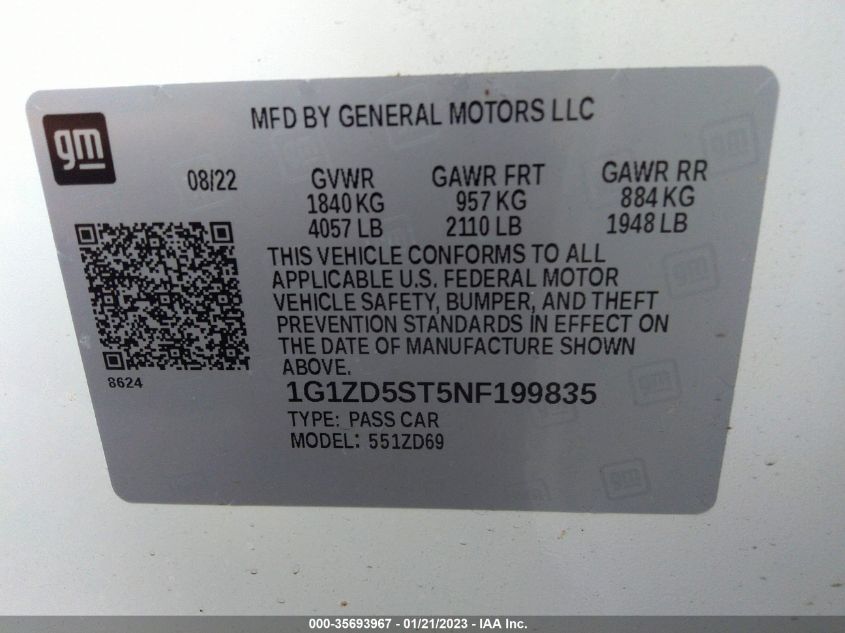 MFD BY GENERAL MOTORS LLC
gm
08/22 GVWR GAWR FRT GAWR RR
1840 KG 957 KG 884 KG
4057 LB 2110 LB 1948 LB
THIS VEHICLE CONFORMS TO ALL
APPLICABLE U.S. FEDERAL MOTOR
VEHICLE SAFETY, BUMPER, AND THEFT
PREVENTION STANDARDS IN EFFECT ON
THE DATE OF MANUFACTURE SHOWN
ABOVE.
8624
1G1ZD5ST5NF199835
TYPE: PASS CAR
MODEL: 551ZD69
000-35693967 - 01/21/2023 - IAA Inc.